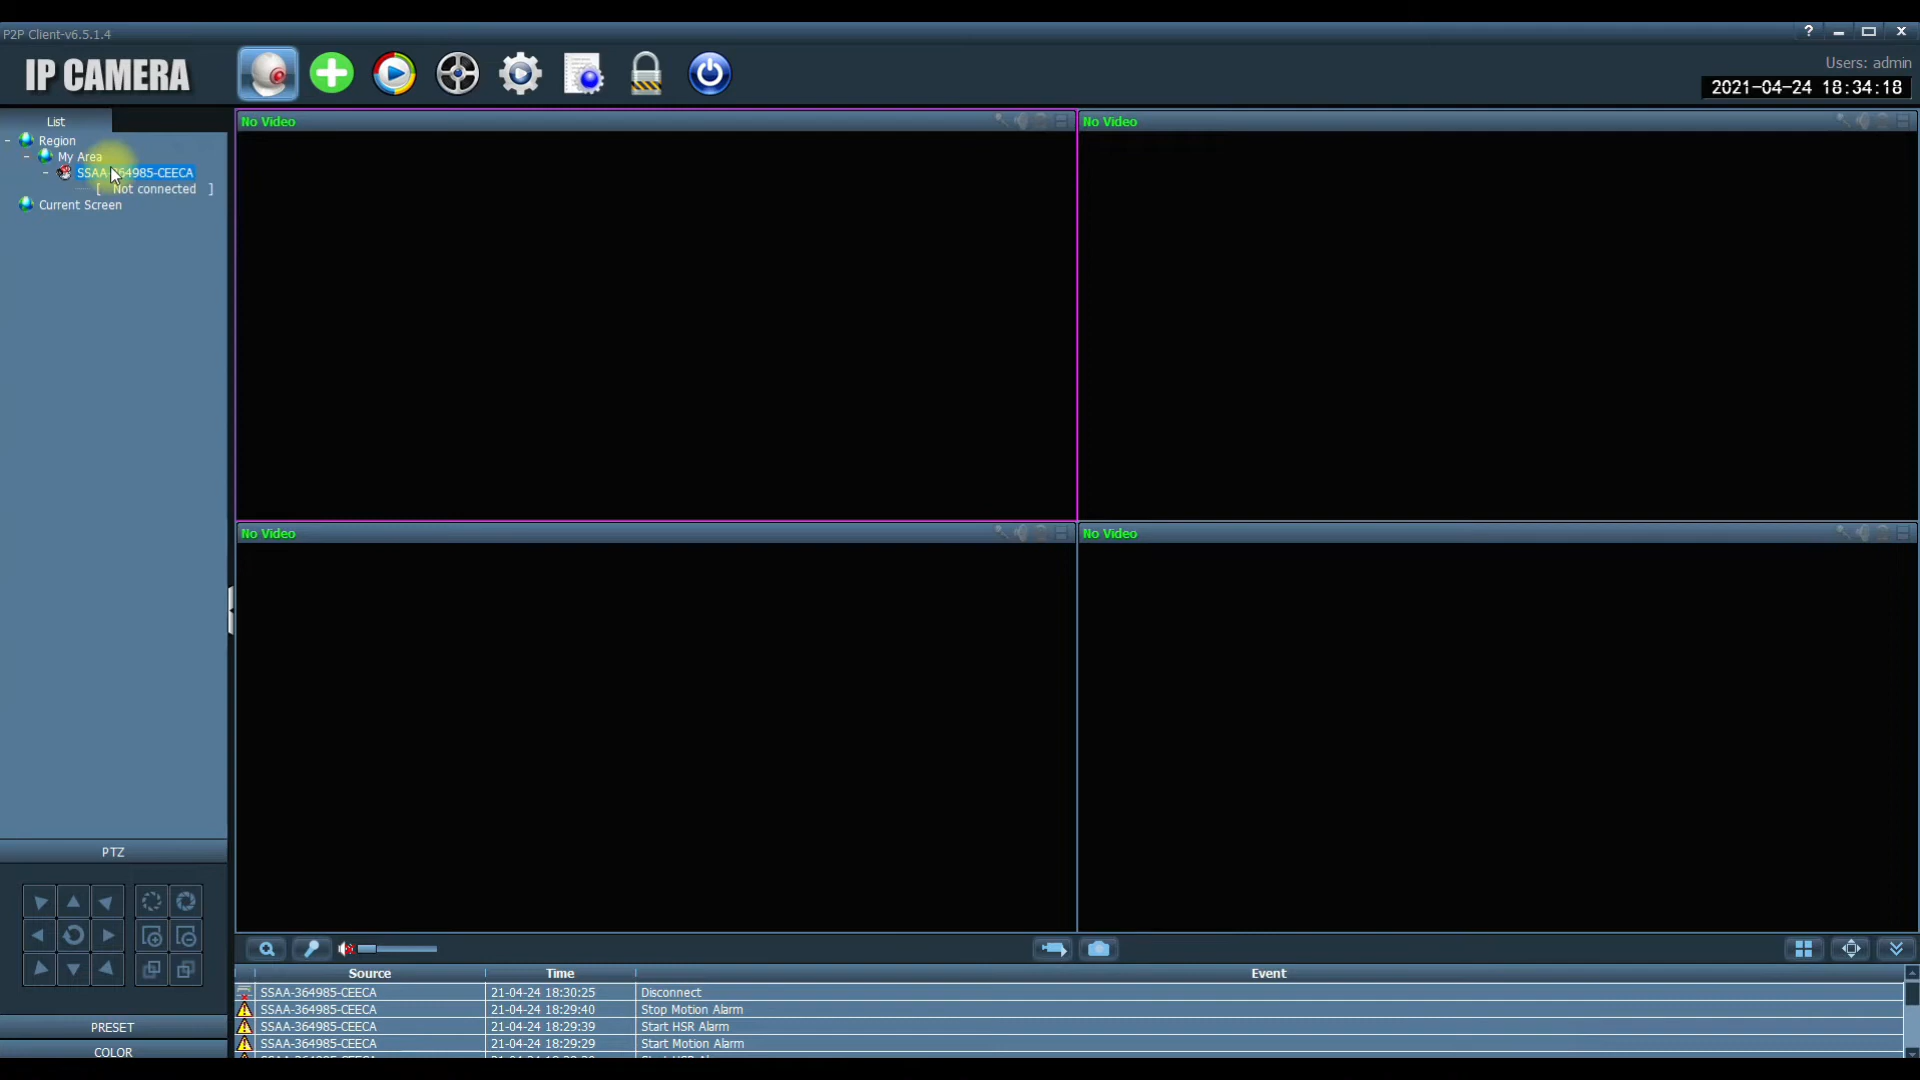 P2P Client-v6.5.1.4
?
IP CAMERA
Users: admin
2021-04-24 18:34:18
List
Region
My Area
SSAA-364985-CEECA
[ Not connected ]
Current Screen
No Video
No Video
No Video
No Video
PTZ
PRESET
COLOR
Source Time Event
SSAA-364985-CEECA 21-04-24 18:30:25 Disconnect
SSAA-364985-CEECA 21-04-24 18:29:40 Stop Motion Alarm
SSAA-364985-CEECA 21-04-24 18:29:39 Start HSR Alarm
SSAA-364985-CEECA 21-04-24 18:29:29 Start Motion Alarm